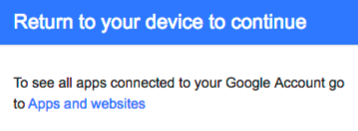 Return to your device to continue
To see all apps connected to your Google Account go
to Apps and websites